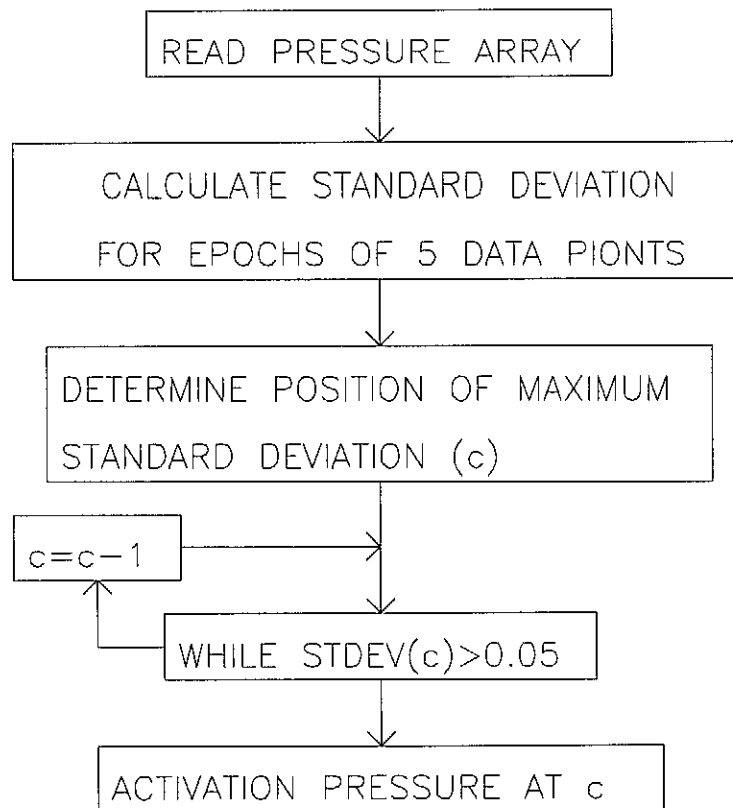 READ PRESSURE ARRAY
CALCULATE STANDARD DEVIATION
FOR EPOCHS OF 5 DATA PIONTS
DETERMINE POSITION OF MAXIMUM
STANDARD DEVIATION (c)
c=c-1
WHILE STDEV(c)>0.05
ACTIVATION PRESSURE AT c